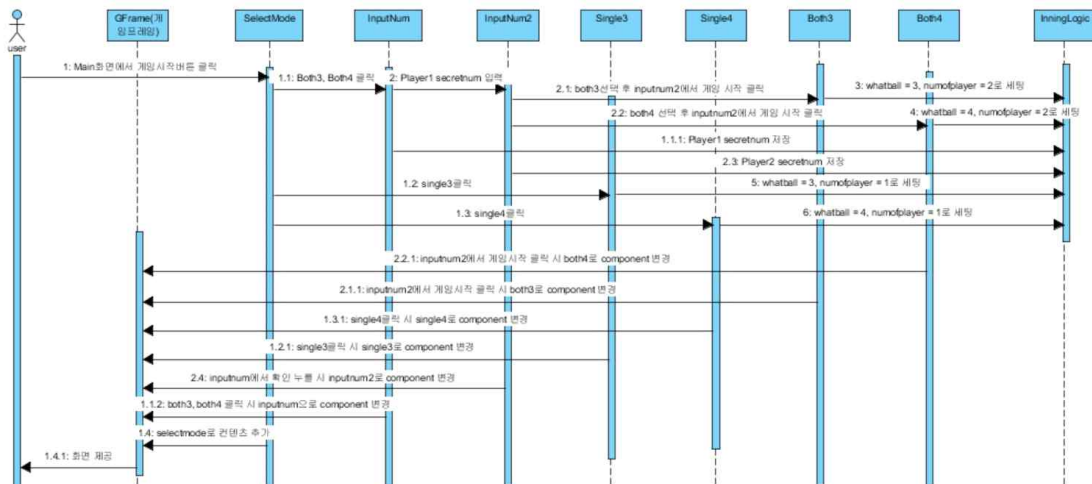 user
GFrame(게
임프레임)
SelectMode
InputNum
InputNum2
Single3
Single4
Both3
Both4
InningLogic
1: Main화면에서 게임시작버튼 클릭
1.1: Both3, Both4 클릭
2: Player1 secretnum 입력
2.1: both3선택 후 inputnum2에서 게임 시작 클릭
3: whatball = 3, numofplayer = 2로 세팅
2.2: both4 선택 후 inputnum2에서 게임 시작 클릭
4: whatball = 4, numofplayer = 2로 세팅
1.1.1: Player1 secretnum 저장
2.3: Player2 secretnum 저장
1.2: single3클릭
5: whatball = 3, numofplayer = 1로 세팅
1.3: single4클릭
6: whatball = 4, numofplayer = 1로 세팅
2.2.1: inputnum2에서 게임시작 클릭 시 both4로 component 변경
2.1.1: inputnum2에서 게임시작 클릭 시 both3로 component 변경
1.3.1: single4클릭 시 single4로 component 변경
1.2.1: single3클릭 시 single3로 component 변경
2.4: inputnum에서 확인 누를 시 inputnum2로 component 변경
1.1.2: both3, both4 클릭 시 inputnum으로 component 변경
1.4: selectmode로 컨텐츠 추가
1.4.1: 화면 제공